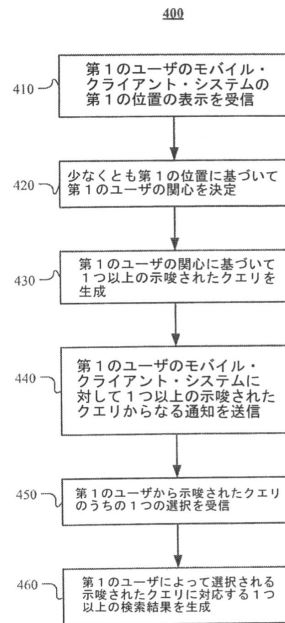 400
410
第1のユーザのモバイル・
クライアント・システムの
第1の位置の表示を受信
420
少なくとも第1の位置に基づいて
第1のユーザの関心を決定
430
第1のユーザの関心に基づいて
1つ以上の示唆されたクエリを
生成
440
第1のユーザのモバイル・
クライアント・システムに
対して1つ以上の示唆された
クエリからなる通知を送信
450
第1のユーザから示唆されたクエリ
のうちの1つの選択を受信
460
第1のユーザによって選択される
示唆されたクエリに対応する1つ
以上の検索結果を生成